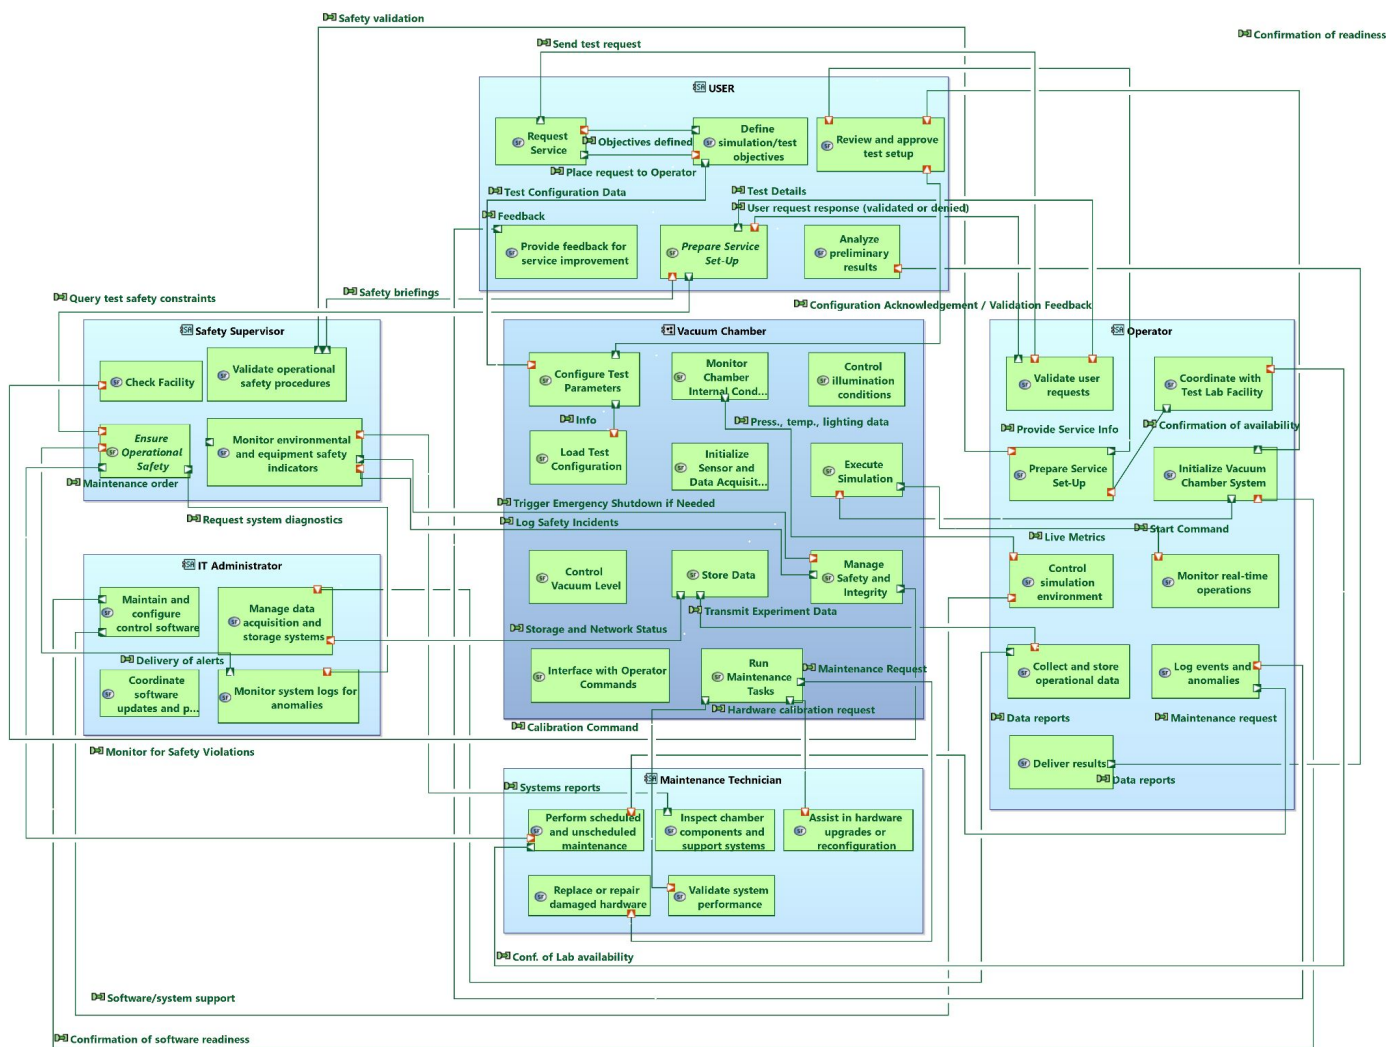 Safety validation
Confirmation of readiness
Send test request
USER
Request
Service
Objectives defined
Define
simulation/test
objectives
Review and approve
test setup
Place request to Operator
Test Configuration Data
Test Details
User request response (validated or denied)
Feedback
Provide feedback for
service improvement
Prepare Service
Set-Up
Analyze
preliminary
results
Query test safety constraints
Safety briefings
Configuration Acknowledgement / Validation Feedback
Safety Supervisor
Check Facility
Validate operational
safety procedures
Ensure
Operational
Safety
Monitor environmental
and equipment safety
indicators
Maintenance order
Request system diagnostics
Vacuum Chamber
Configure Test
Parameters
Monitor
Chamber
Internal Cond...
Control
illumination
conditions
Info
Press., temp., lighting data
Load Test
Configuration
Initialize
Sensor and
Data Acquisit...
Execute
Simulation
Trigger Emergency Shutdown if Needed
Log Safety Incidents
Control
Vacuum Level
Store Data
Manage
Safety and
Integrity
Transmit Experiment Data
Storage and Network Status
Interface with Operator
Commands
Run
Maintenance
Tasks
Maintenance Request
Hardware calibration request
Calibration Command
Operator
Validate user
requests
Coordinate with
Test Lab Facility
Provide Service Info
Confirmation of availability
Prepare Service
Set-Up
Initialize Vacuum
Chamber System
Live Metrics
Start Command
Control
simulation
environment
Monitor real-time
operations
Collect and store
operational data
Log events and
anomalies
Data reports
Maintenance request
Deliver results
Data reports
IT Administrator
Maintain and
configure
control software
Manage data
acquisition and
storage systems
Delivery of alerts
Coordinate
software
updates and p...
Monitor system logs for
anomalies
Monitor for Safety Violations
Maintenance Technician
Systems reports
Perform scheduled
and unscheduled
maintenance
Inspect chamber
components and
support systems
Assist in hardware
upgrades or
reconfiguration
Replace or repair
damaged hardware
Validate system
performance
Conf. of Lab availability
Software/system support
Confirmation of software readiness